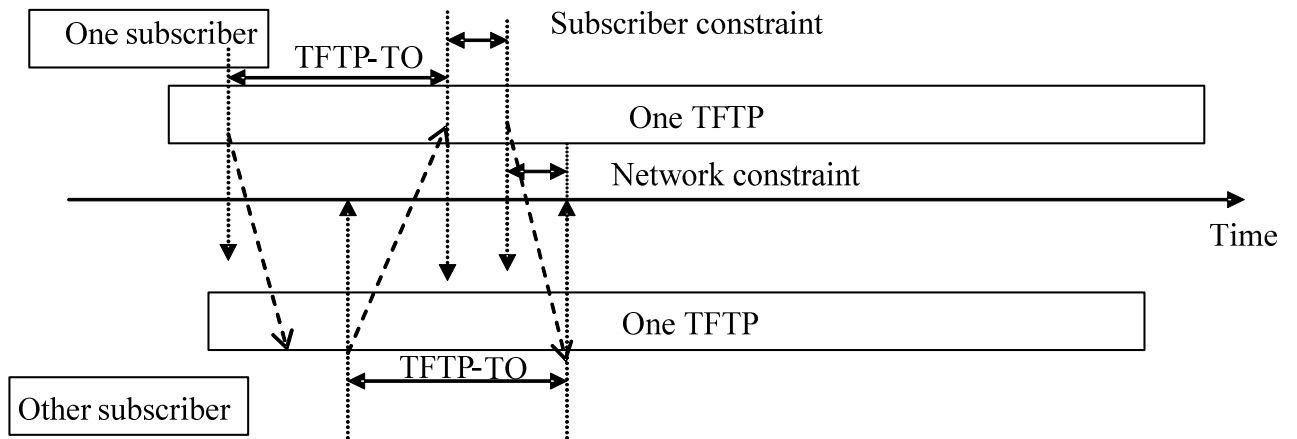 Subscriber constraint
One subscriber
TFTP-TO
One TFTP
Network constraint
Time
One TFTP
TFTP-TO
Other subscriber